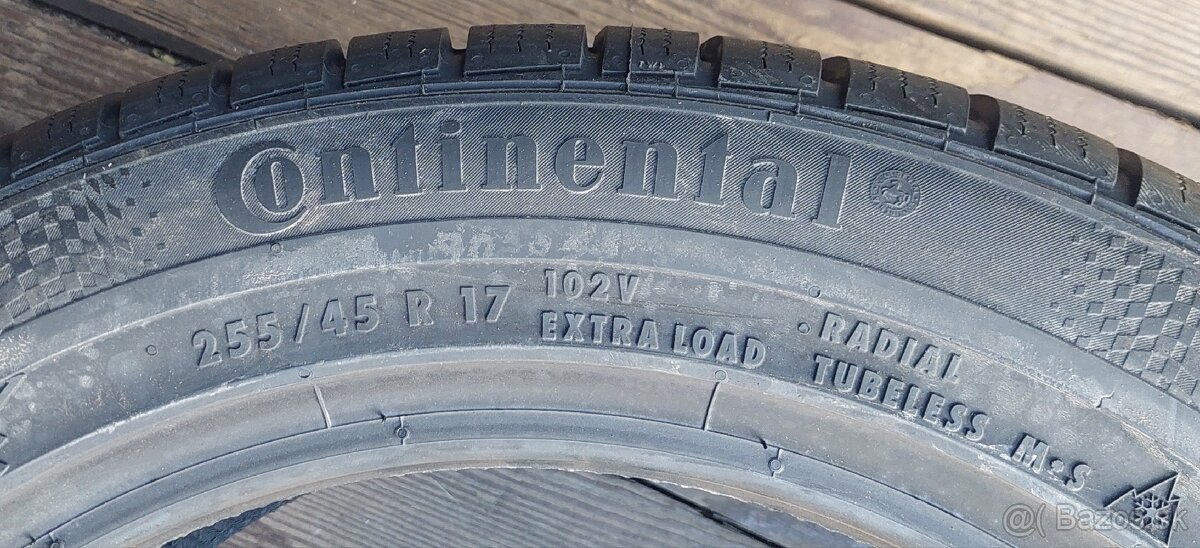 Continental
255/45 R 17
102V
EXTRA LOAD
RADIAL
TUBELESS M•S
@( Bazos.sk